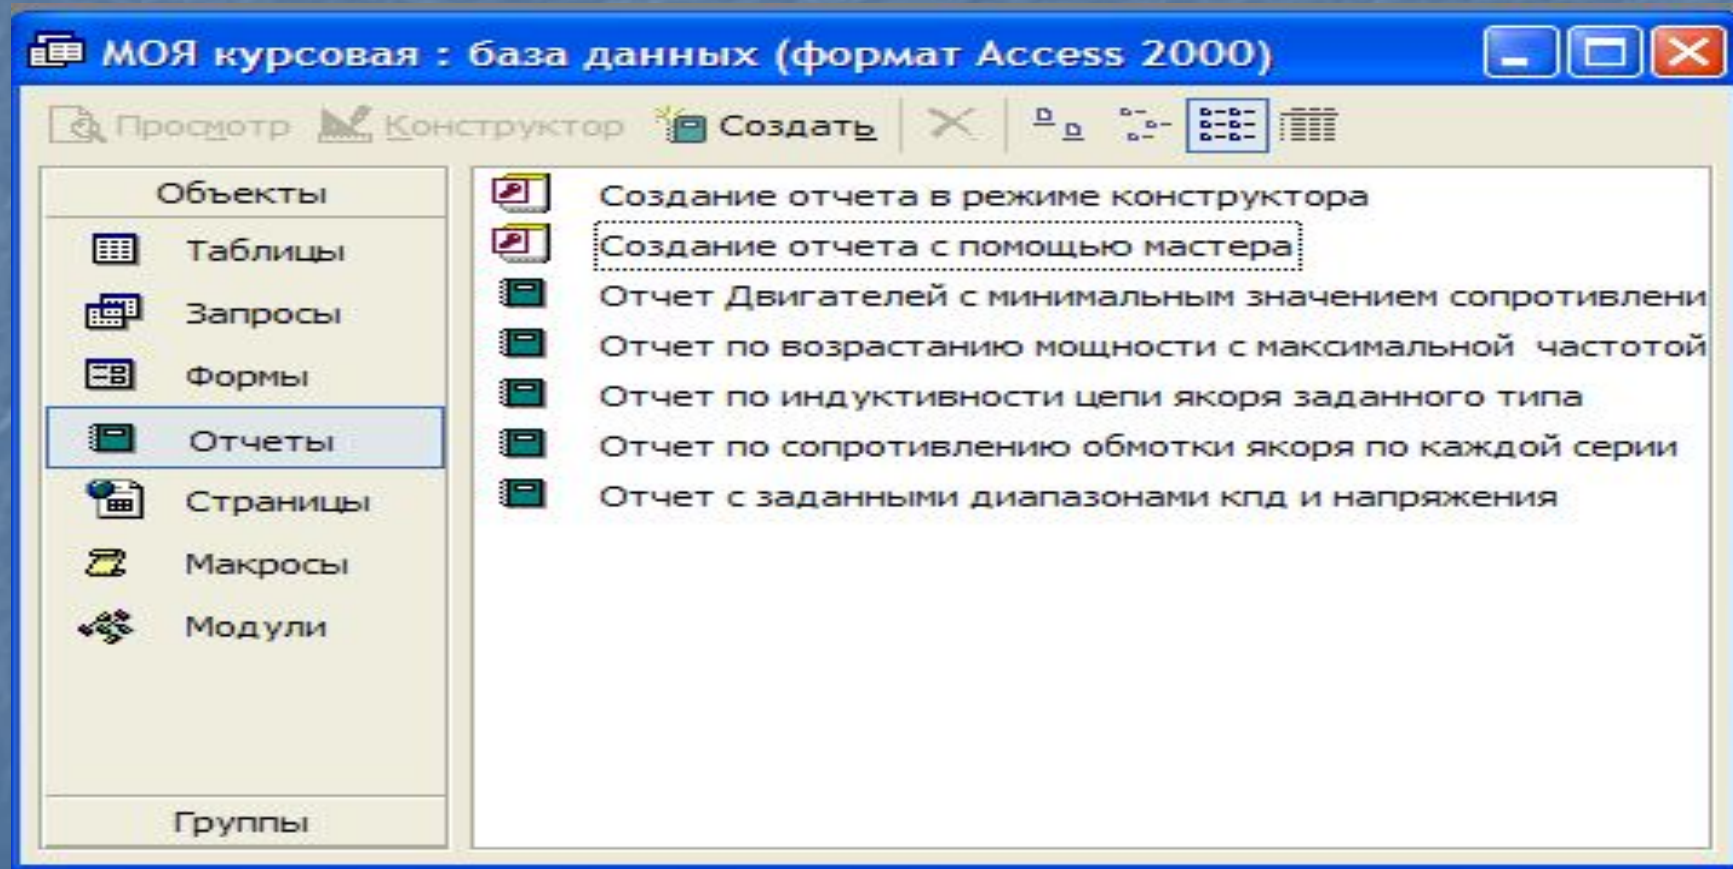 МОЯ курсовая : база данных (формат Access 2000)
Просмотр Конструктор Создать
Объекты
Таблицы
Запросы
Формы
Отчеты
Страницы
Макросы
Модули
Группы
Создание отчета в режиме конструктора
Создание отчета с помощью мастера
Отчет Двигателей с минимальным значением сопротивлени
Отчет по возрастанию мощности с максимальной частотой
Отчет по индуктивности цепи якоря заданного типа
Отчет по сопротивлению обмотки якоря по каждой серии
Отчет с заданными диапазонами кпд и напряжения